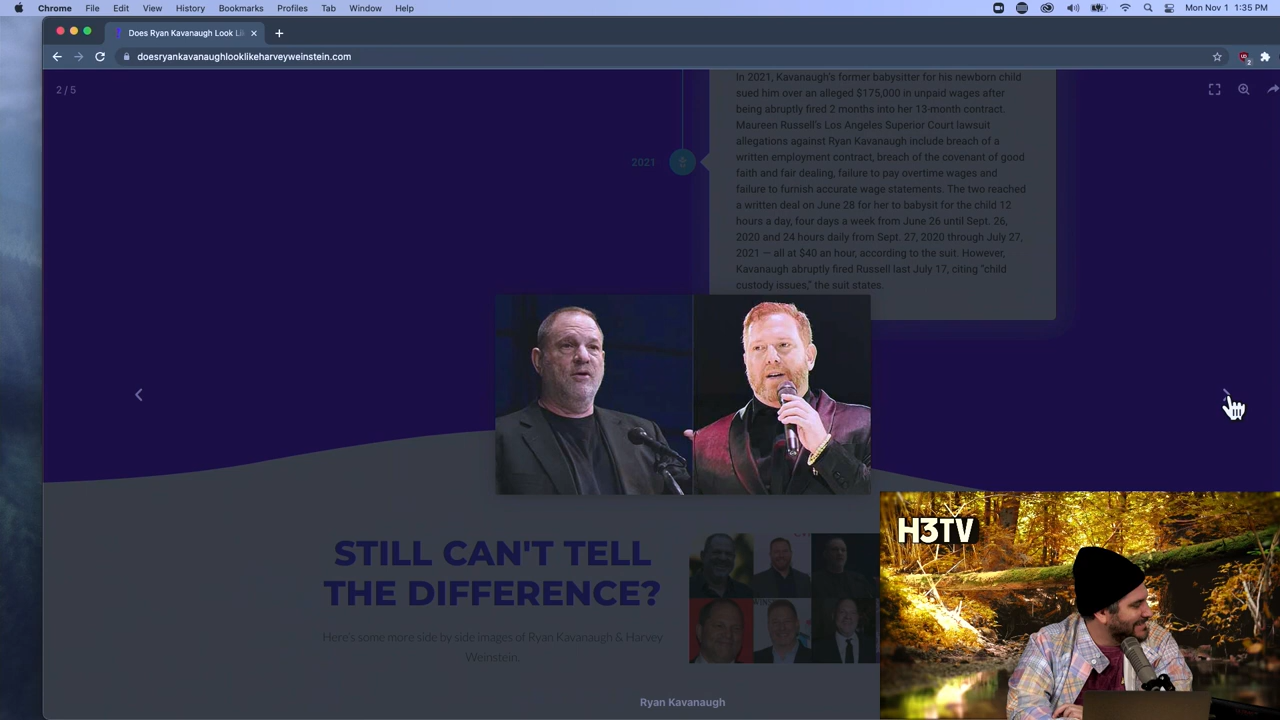 Chrome File Edit View History Bookmarks Profiles Tab Window Help
Mon Nov 1 1:35 PM
Does Ryan Kavanaugh Look Li
doesryankavanaughlooklikeharveyweinstein.com
2 / 5
In 2021, Kavanaugh's former babysitter for his newborn child
sued him over an alleged $175,000 in unpaid wages after
being abruptly fired 2 months into her 13-month contract.
Maureen Russell's Los Angeles Superior Court lawsuit
allegations against Ryan Kavanaugh include breach of a
written employment contract, breach of the covenant of good
faith and fair dealing, failure to pay overtime wages and
failure to furnish accurate wage statements. The two reached
a written deal on June 28 for her to babysit for the child 12
hours a day, four days a week from June 26 until Sept. 26,
2020 and 24 hours daily from Sept. 27, 2020 through July 27,
2021 — all at $40 an hour, according to the suit. However,
Kavanaugh abruptly fired Russell last July 17, citing "child
custody issues," the suit states.
2021
STILL CAN'T TELL
THE DIFFERENCE?
Here's some more side by side images of Ryan Kavanaugh & Harvey
Weinstein.
Ryan Kavanaugh
H3TV